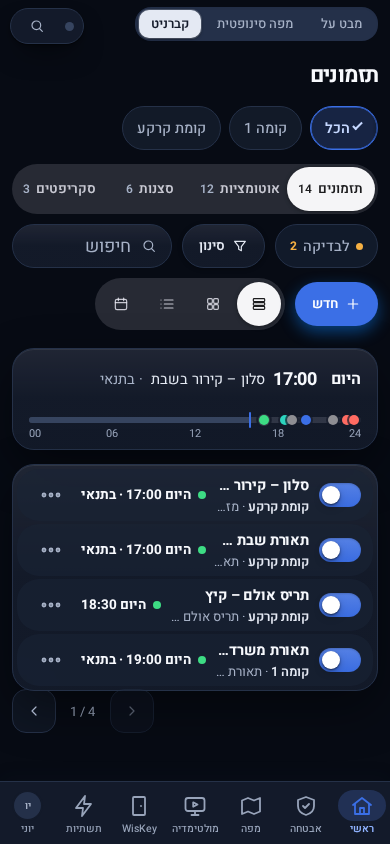 מבט על
מפה סינופטית
קברניט
תזמונים
הכל
קומה 1
קומת קרקע
תזמונים 14
אוטומציות 12
סצנות 6
סקריפטים 3
לבדיקה 2
סינון
חיפוש
חדש
היום 17:00 סלון – קירור בשבת · בתנאי
00 06 12 18 24
סלון – קירור ...
היום 17:00 · בתנאי
קומת קרקע · מז...
תאורת שבת ...
היום 17:00 · בתנאי
קומת קרקע · תא...
תריס אולם – קיץ
היום 18:30
קומת קרקע · תריס אולם ...
תאורת משרד...
היום 19:00 · בתנאי
קומה 1 · תאורת ...
1 / 4
ראשי
אבטחה
מפה
מולטימדיה
WisKey
תשתיות
יו
יוני